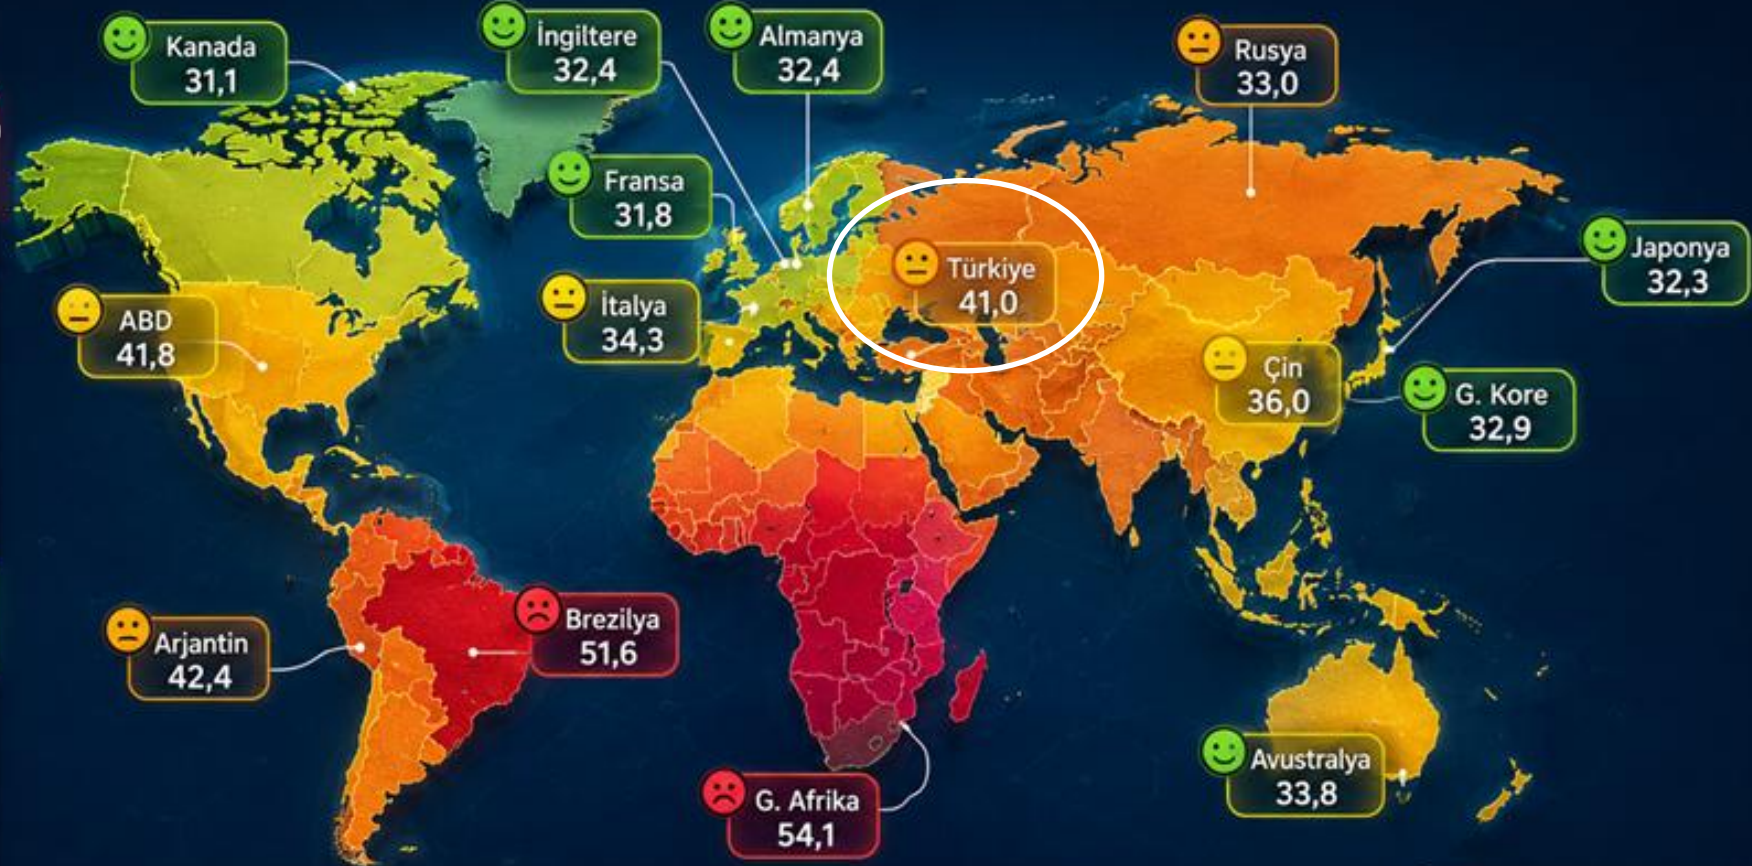 Kanada
31,1
İngiltere
32,4
Almanya
32,4
Rusya
33,0
Fransa
31,8
Japonya
32,3
Türkiye
41,0
İtalya
34,3
ABD
41,8
Çin
36,0
G. Kore
32,9
Brezilya
51,6
Arjantin
42,4
Avustralya
33,8
G. Afrika
54,1